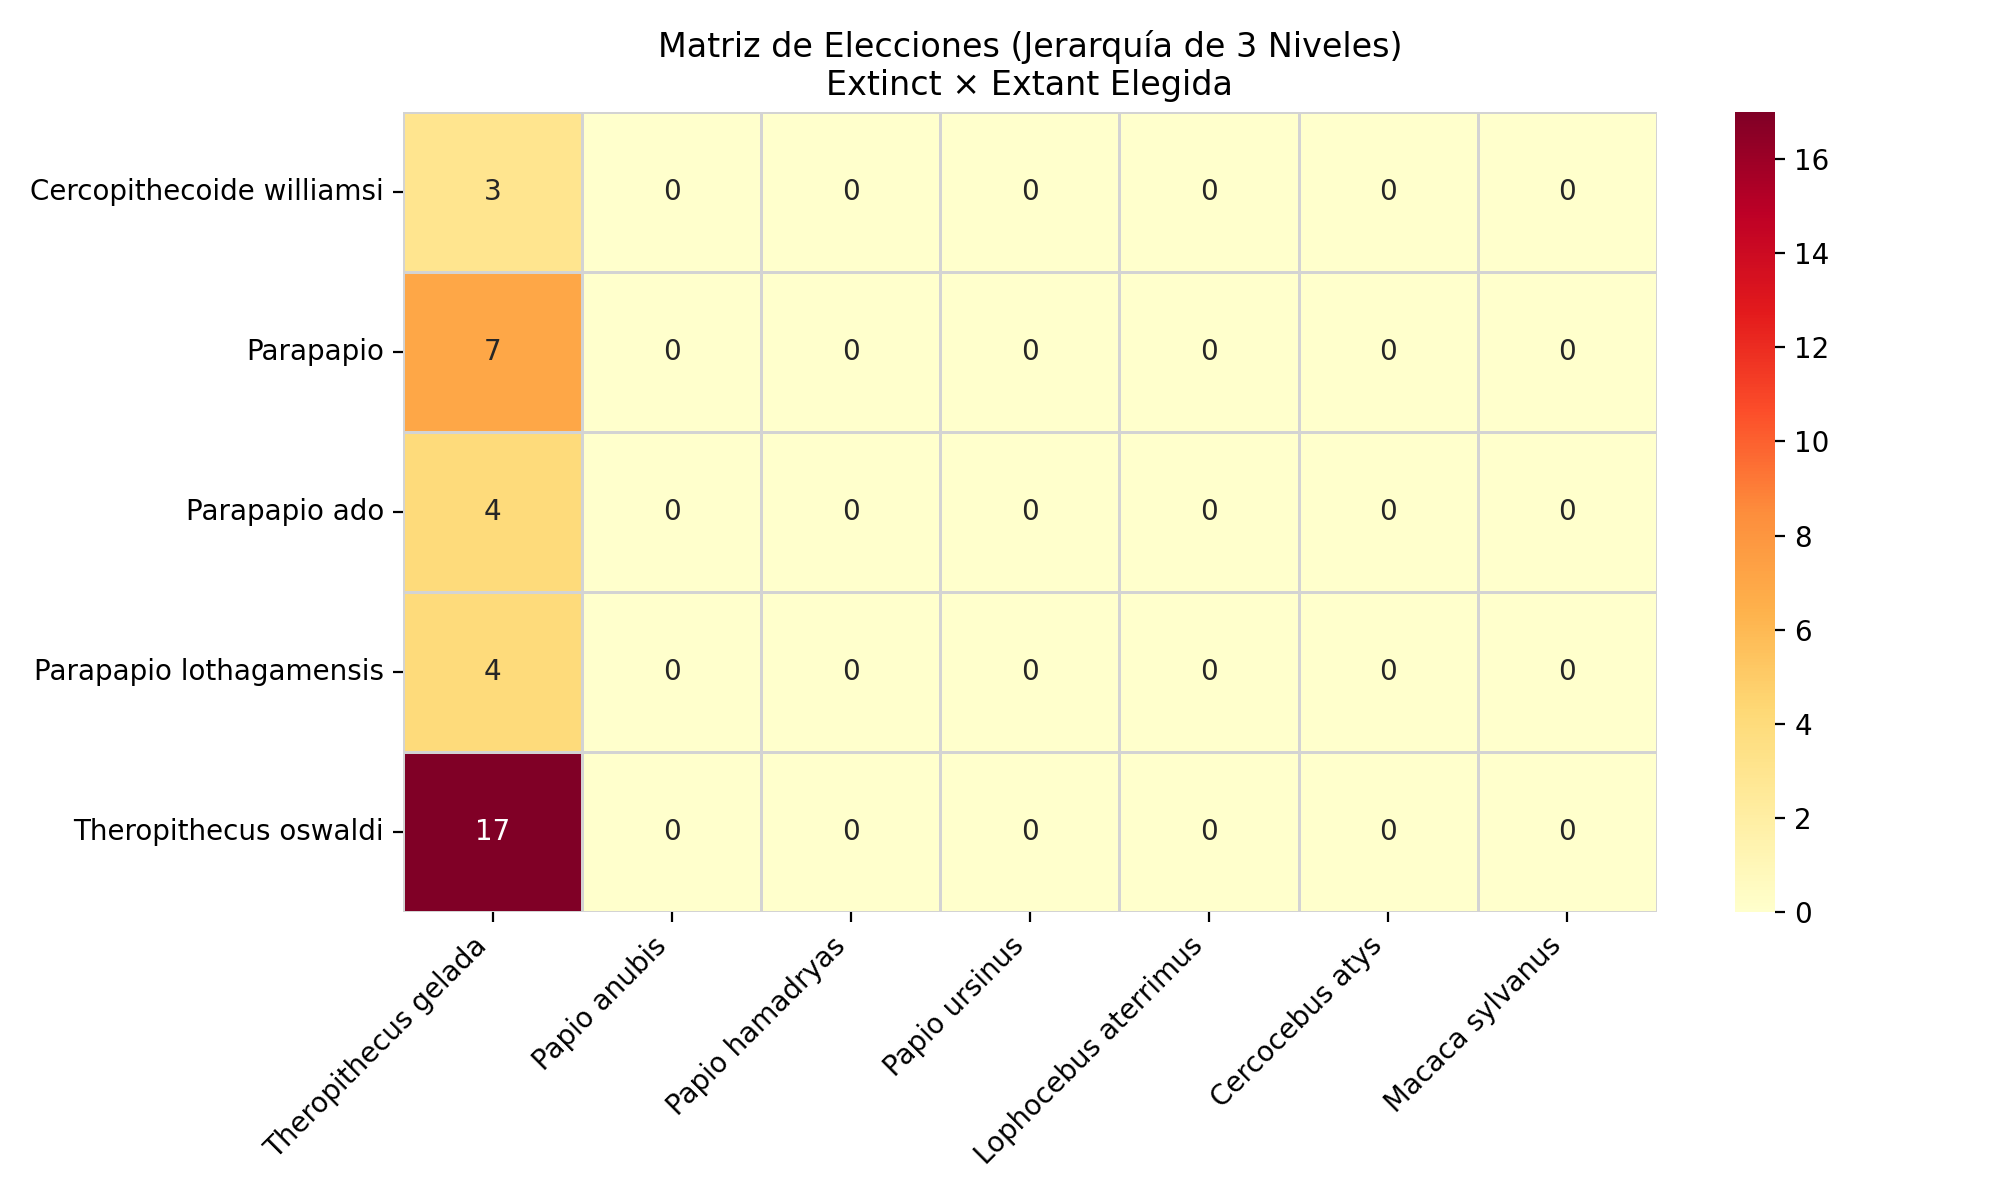 Matriz de Elecciones (Jerarquía de 3 Niveles)
Extinct × Extant Elegida
Cercopithecoide williamsi 3 0 0 0 0 0 0
Parapapio 7 0 0 0 0 0 0
Parapapio ado 4 0 0 0 0 0 0
Parapapio lothagamensis 4 0 0 0 0 0 0
Theropithecus oswaldi 17 0 0 0 0 0 0
Theropithecus gelada
Papio anubis
Papio hamadryas
Papio ursinus
Lophocebus aterrimus
Cercocebus atys
Macaca sylvanus
16
14
12
10
8
6
4
2
0